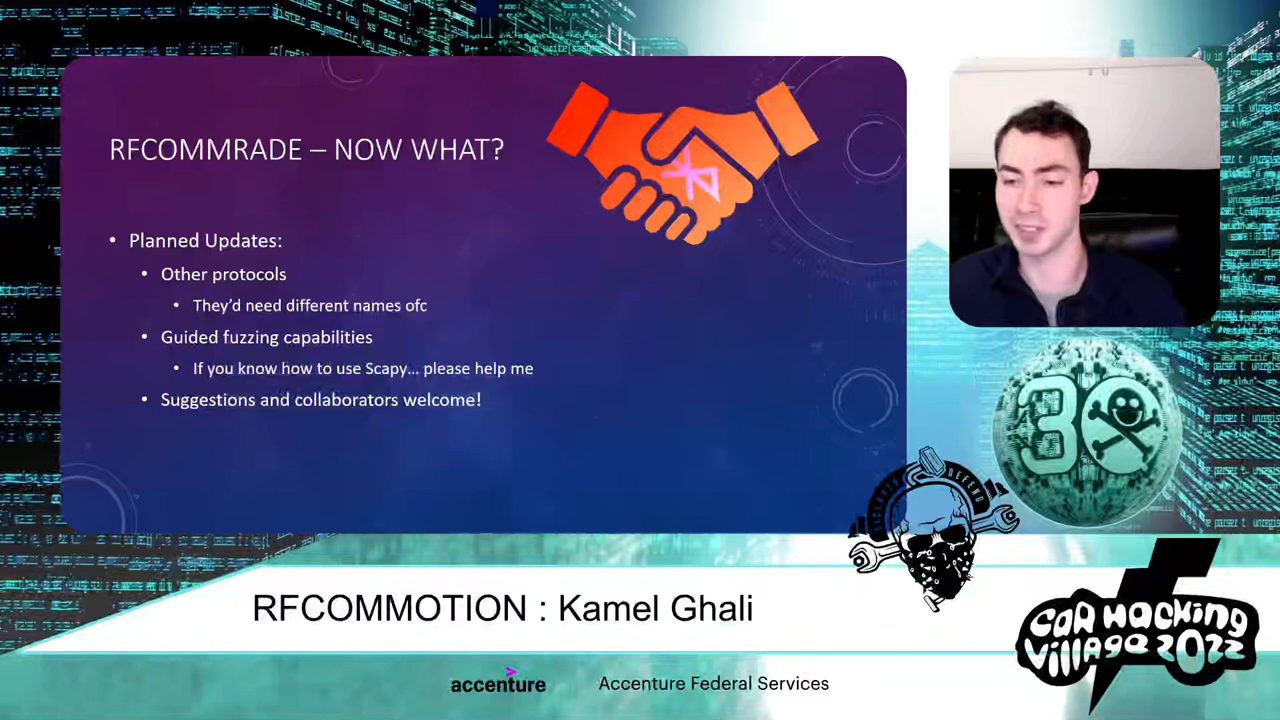 RFCOMMRADE – NOW WHAT?
• Planned Updates:
• Other protocols
• They'd need different names ofc
• Guided fuzzing capabilities
• If you know how to use Scapy... please help me
• Suggestions and collaborators welcome!
30
DEFEND
RFCOMMOTION : Kamel Ghali
CAR HACKING
VILLAGE 2022
accenture
Accenture Federal Services